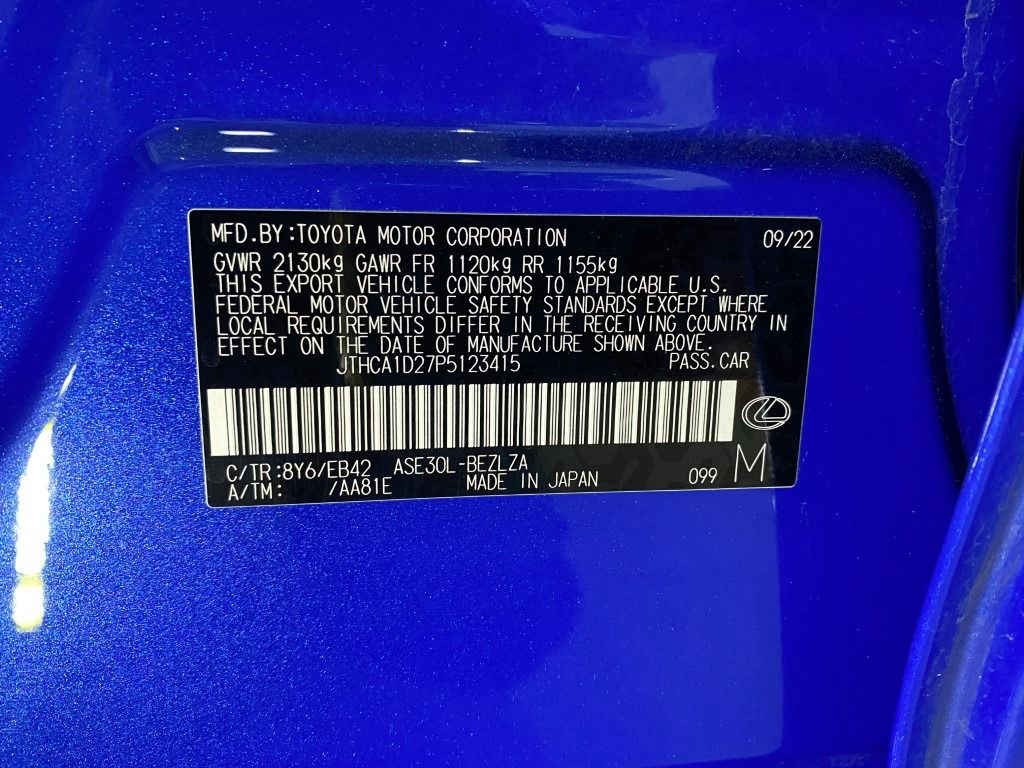 MFD.BY:TOYOTA MOTOR CORPORATION 09/22
GVWR 2130kg GAWR FR 1120kg RR 1155kg
THIS EXPORT VEHICLE CONFORMS TO APPLICABLE U.S.
FEDERAL MOTOR VEHICLE SAFETY STANDARDS EXCEPT WHERE
LOCAL REQUIREMENTS DIFFER IN THE RECEIVING COUNTRY IN
EFFECT ON THE DATE OF MANUFACTURE SHOWN ABOVE.
JTHCA1D27P5123415 PASS.CAR
C/TR:8Y6/EB42 ASE30L-BEZLZA
A/TM: /AA81E MADE IN JAPAN 099 M